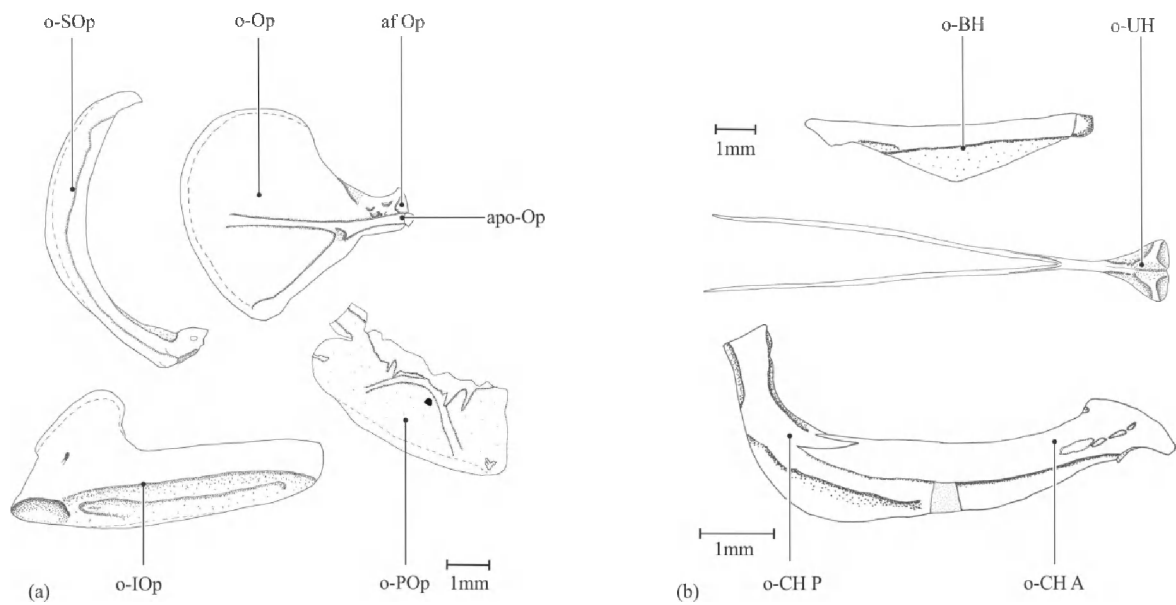 o-SOp
o-Op
af Op
apo-Op
o-IOp
o-POp
1mm
(a)
o-BH
o-UH
1mm
1mm
o-CH P
o-CH A
(b)